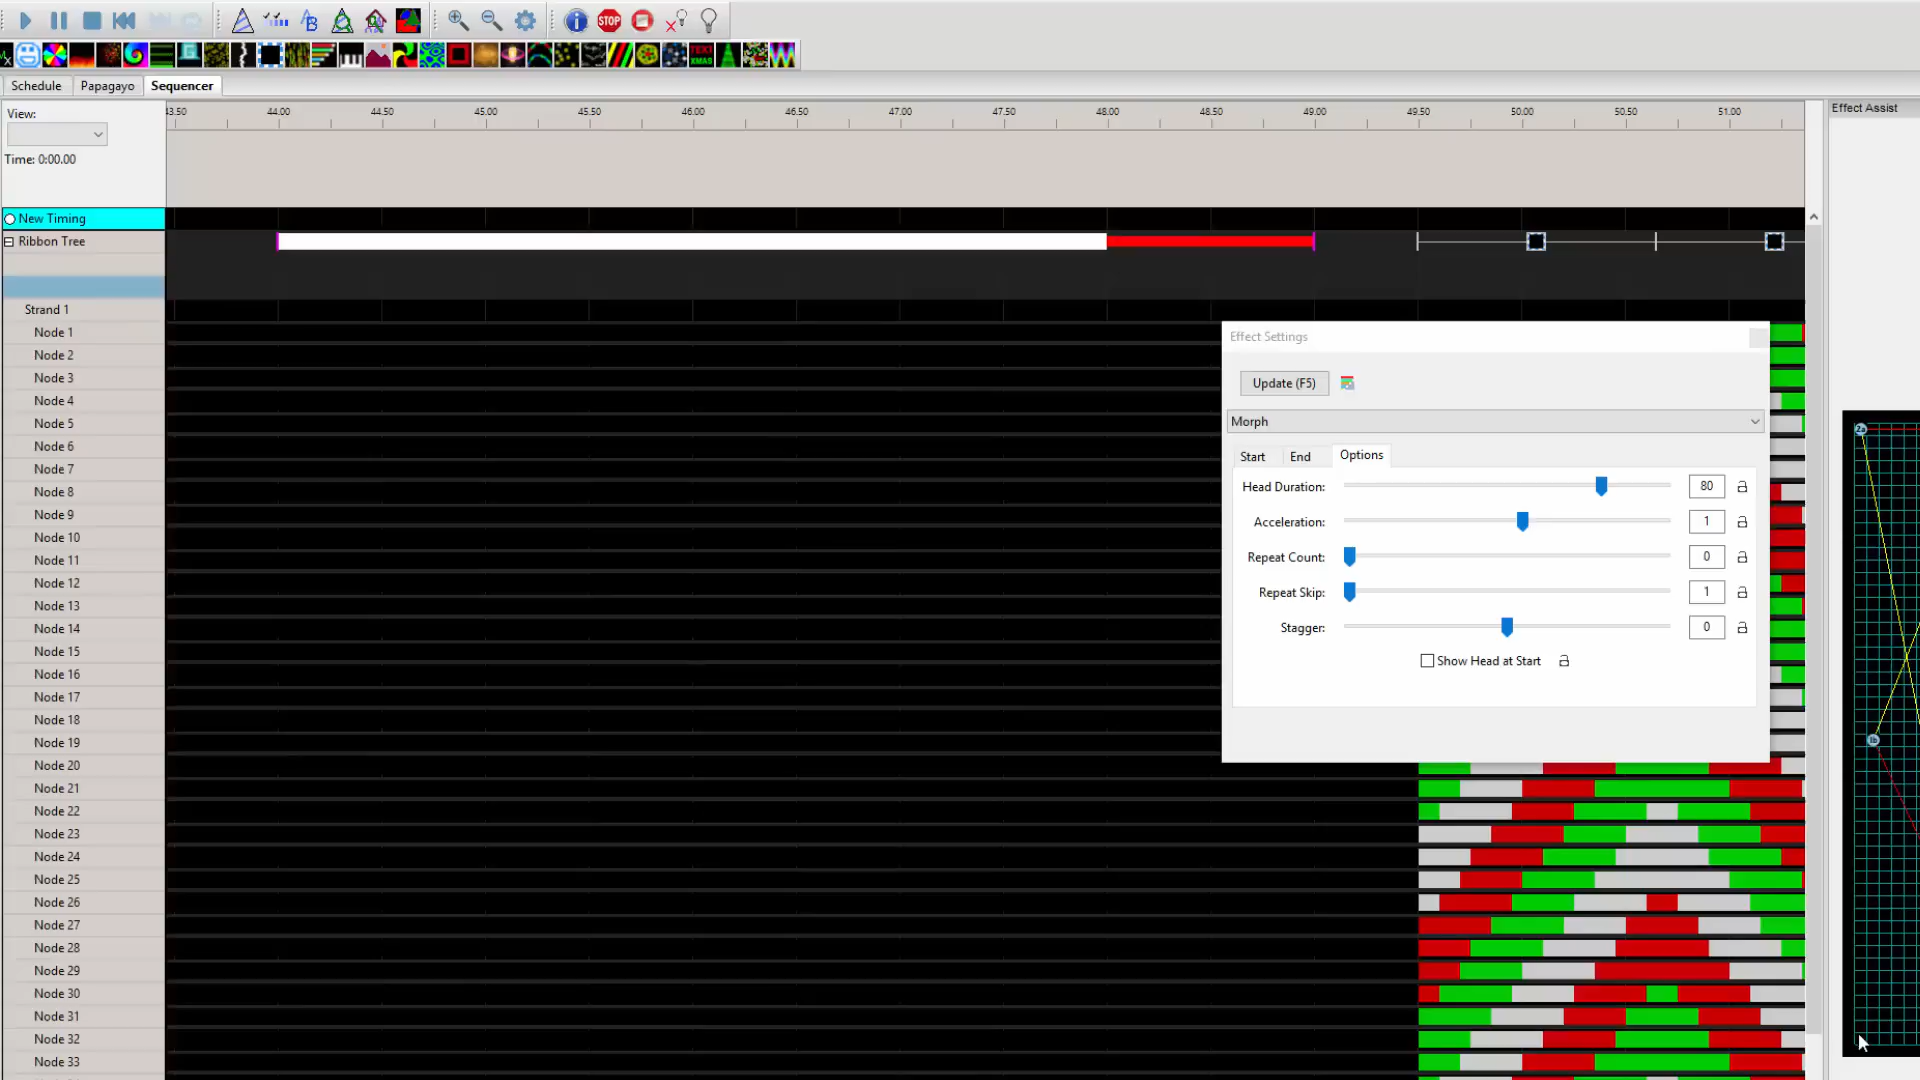 TEXT
XMAS
Schedule Papagayo Sequencer
View:
Time: 0:00.00
43.50 44.00 44.50 45.00 45.50 46.00 46.50 47.00 47.50 48.00 48.50 49.00 49.50 50.00 50.50 51.00
Effect Assist
New Timing
Ribbon Tree
Strand 1
Node 1
Node 2
Node 3
Node 4
Node 5
Node 6
Node 7
Node 8
Node 9
Node 10
Node 11
Node 12
Node 13
Node 14
Node 15
Node 16
Node 17
Node 18
Node 19
Node 20
Node 21
Node 22
Node 23
Node 24
Node 25
Node 26
Node 27
Node 28
Node 29
Node 30
Node 31
Node 32
Node 33
Effect Settings
Update (F5)
Morph
Start End Options
Head Duration: 80
Acceleration: 1
Repeat Count: 0
Repeat Skip: 1
Stagger: 0
Show Head at Start
2a
1b
STOP